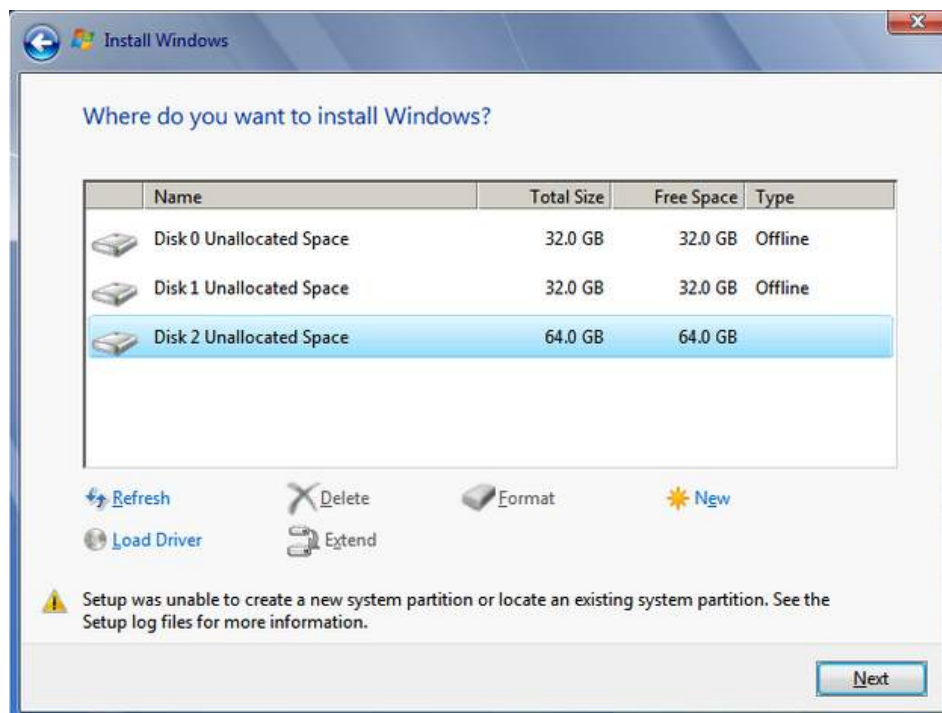 Install Windows
Where do you want to install Windows?
Name Total Size Free Space Type
Disk 0 Unallocated Space 32.0 GB 32.0 GB Offline
Disk 1 Unallocated Space 32.0 GB 32.0 GB Offline
Disk 2 Unallocated Space 64.0 GB 64.0 GB
Refresh Delete Format New
Load Driver Extend
Setup was unable to create a new system partition or locate an existing system partition. See the
Setup log files for more information.
Next